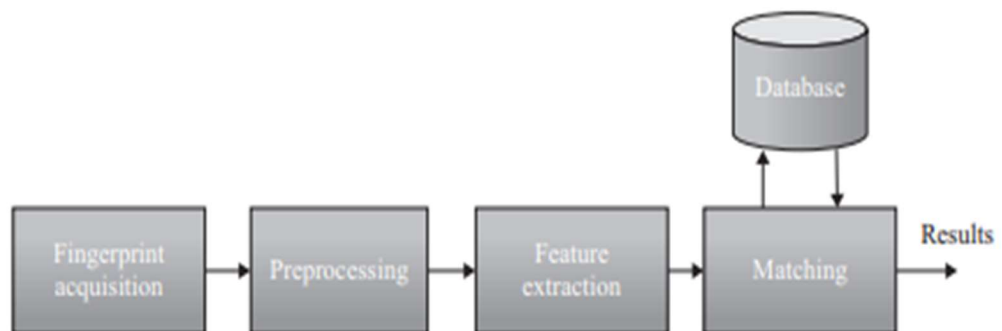 Database
Fingerprint
acquisition
Preprocessing
Feature
extraction
Matching
Results